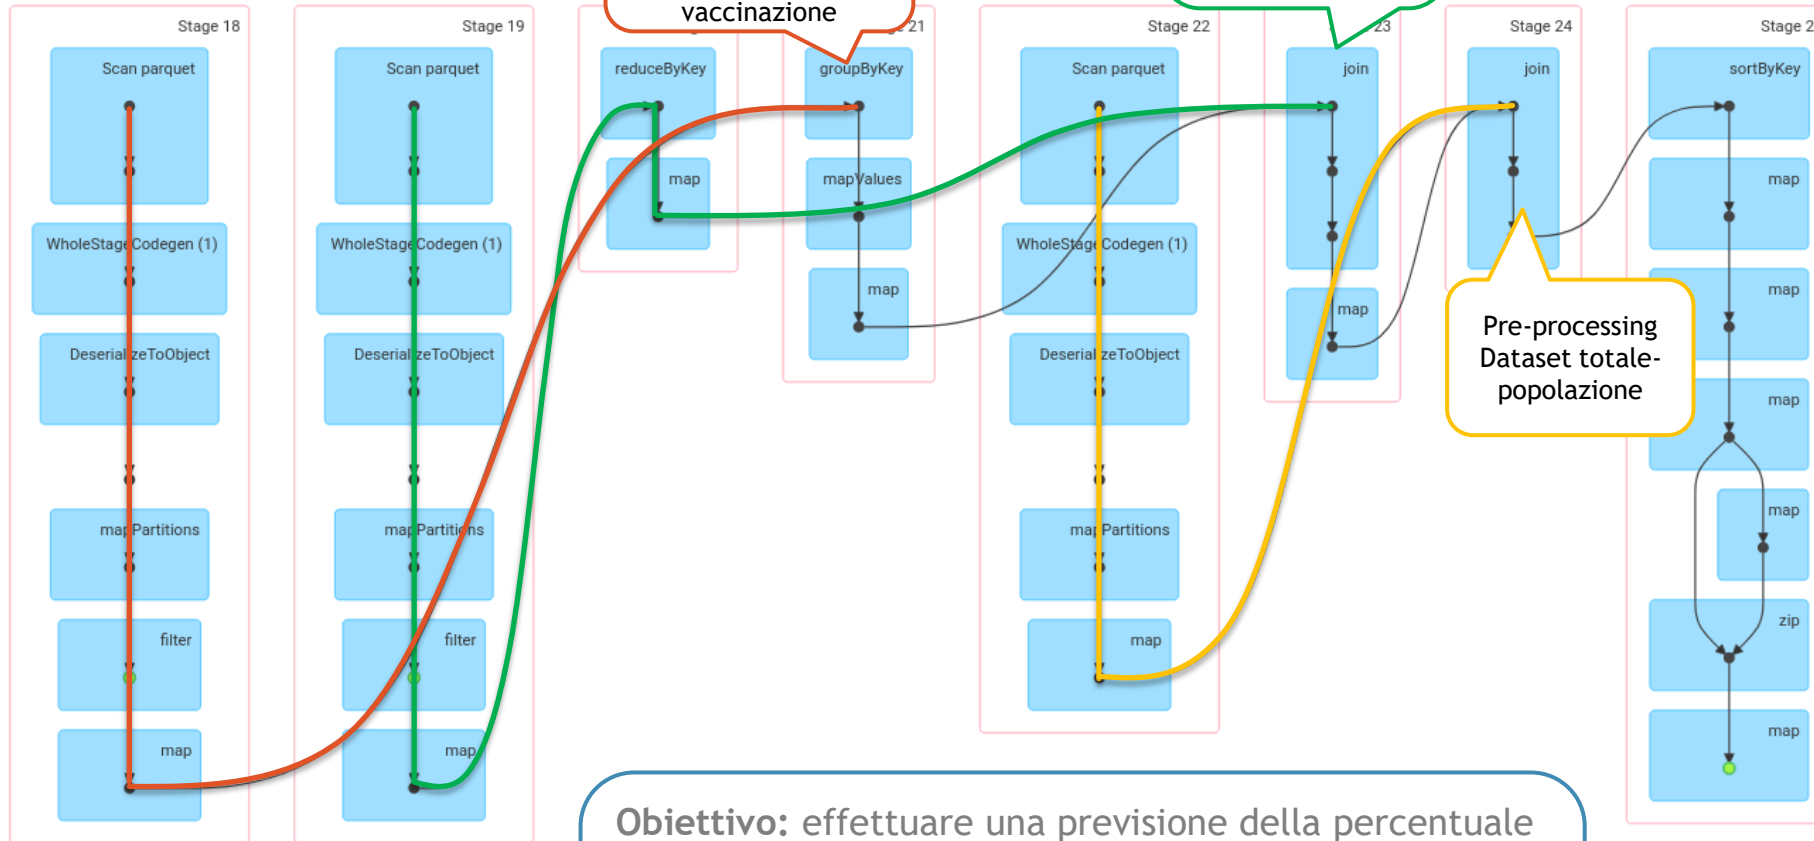 vaccinazione
Stage 18
Scan parquet
WholeStageCodegen (1)
DeserializeToObject
mapPartitions
filter
map
Stage 19
Scan parquet
WholeStageCodegen (1)
DeserializeToObject
mapPartitions
filter
map
reduceByKey
map
21
groupByKey
mapValues
map
Stage 22
Scan parquet
WholeStageCodegen (1)
DeserializeToObject
mapPartitions
map
23
join
map
Stage 24
join
Pre-processing
Dataset totale-
popolazione
Stage 2
sortByKey
map
map
map
map
zip
map
Obiettivo: effettuare una previsione della percentuale